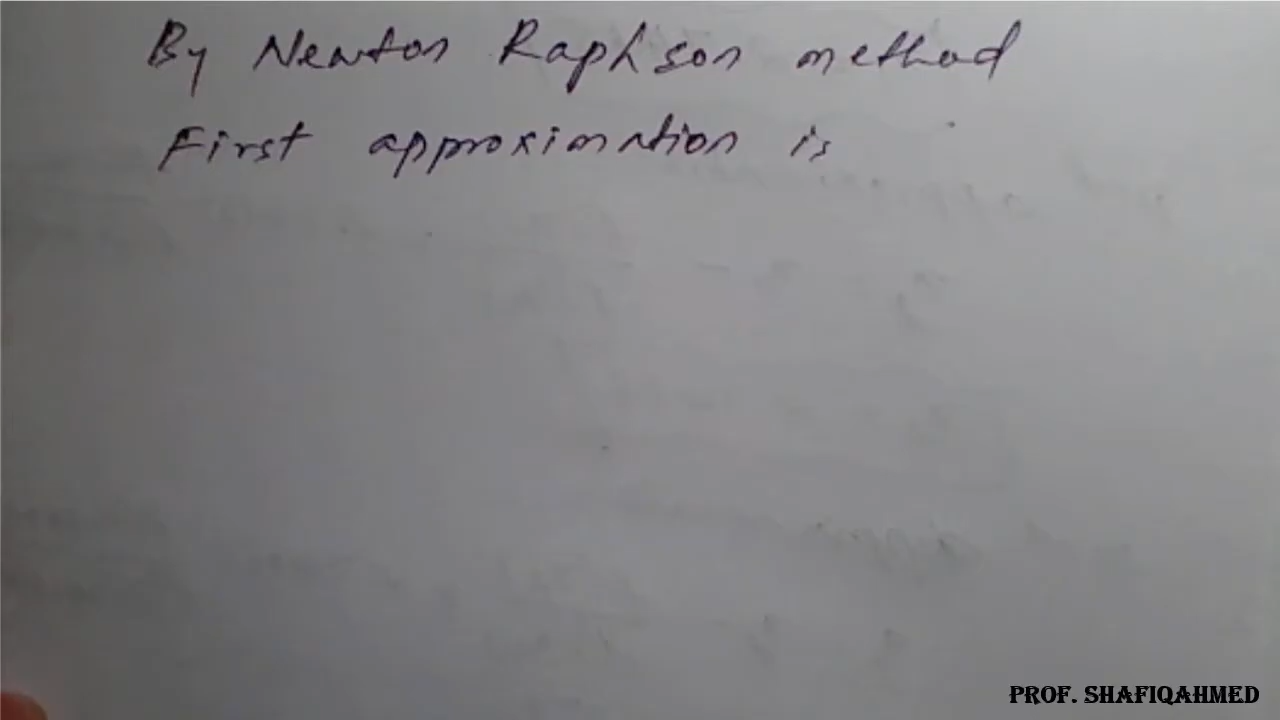 By Newton Raphson method
First approximation is
PROF. SHAFIQAHMED